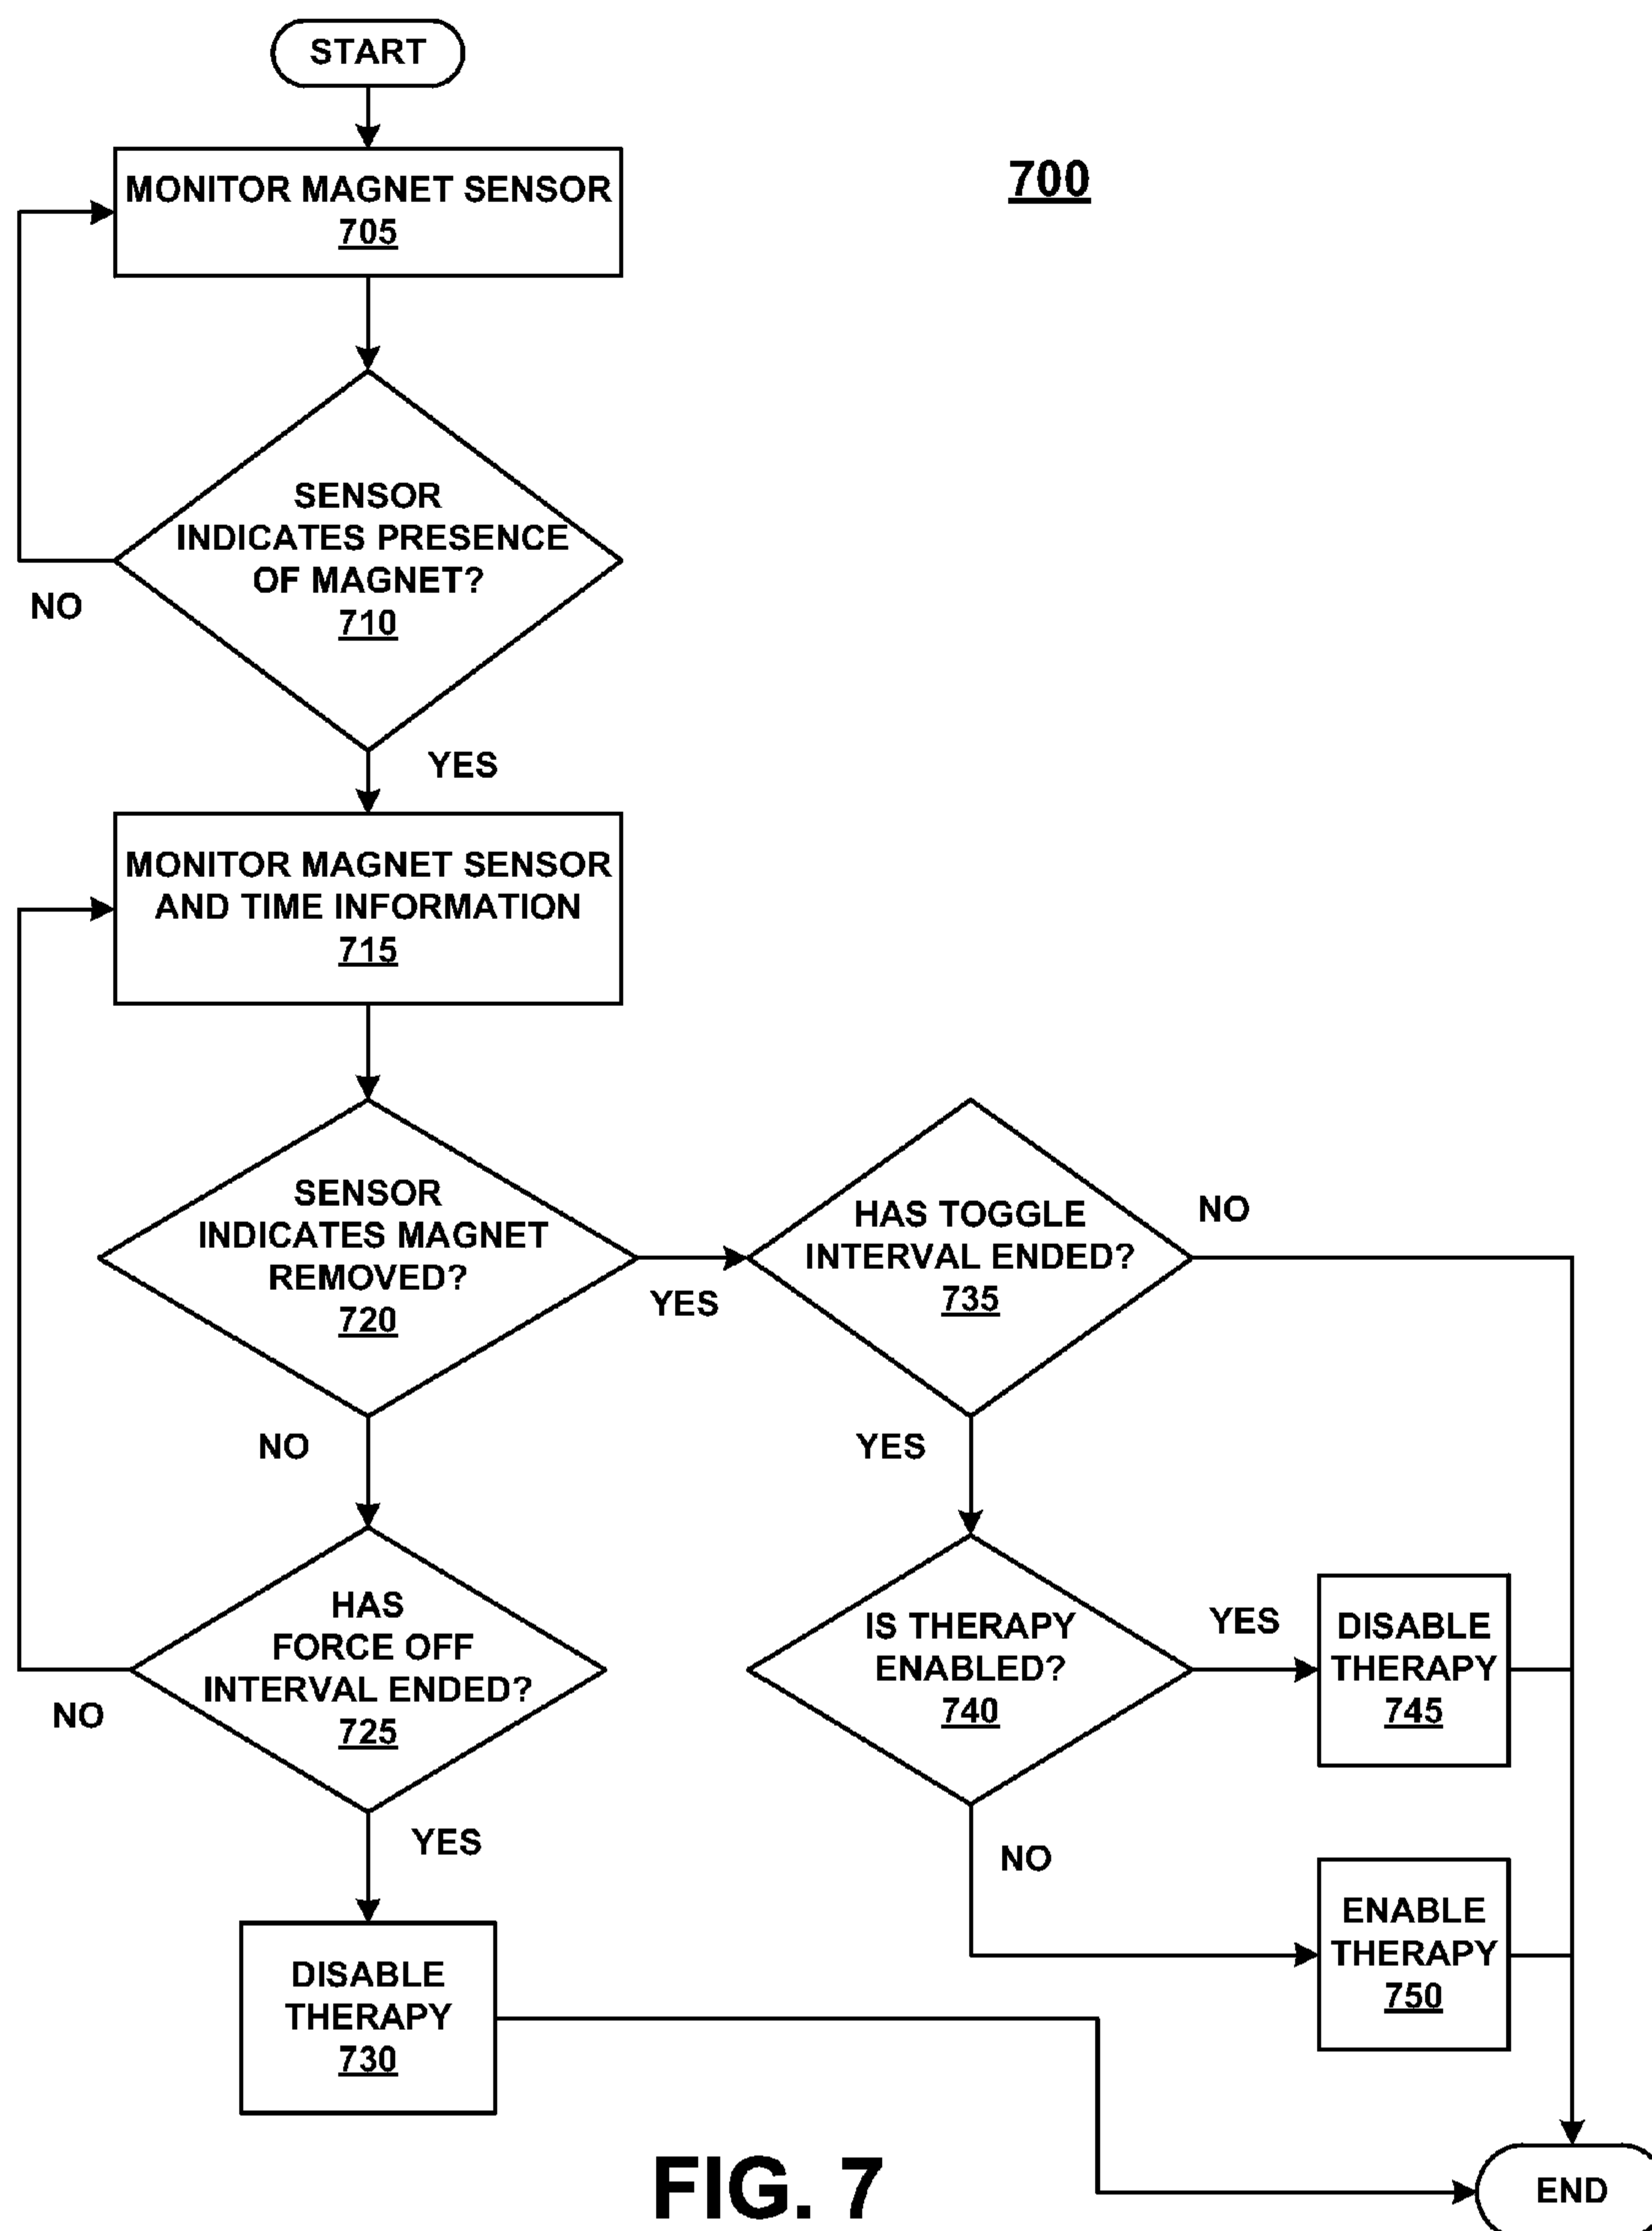 START
MONITOR MAGNET SENSOR
705
700
SENSOR
INDICATES PRESENCE
OF MAGNET?
710
NO
YES
MONITOR MAGNET SENSOR
AND TIME INFORMATION
715
SENSOR
INDICATES MAGNET
REMOVED?
720
YES
NO
HAS TOGGLE
INTERVAL ENDED?
735
NO
YES
HAS
FORCE OFF
INTERVAL ENDED?
725
NO
YES
IS THERAPY
ENABLED?
740
YES
NO
DISABLE
THERAPY
745
ENABLE
THERAPY
750
DISABLE
THERAPY
730
END
FIG. 7